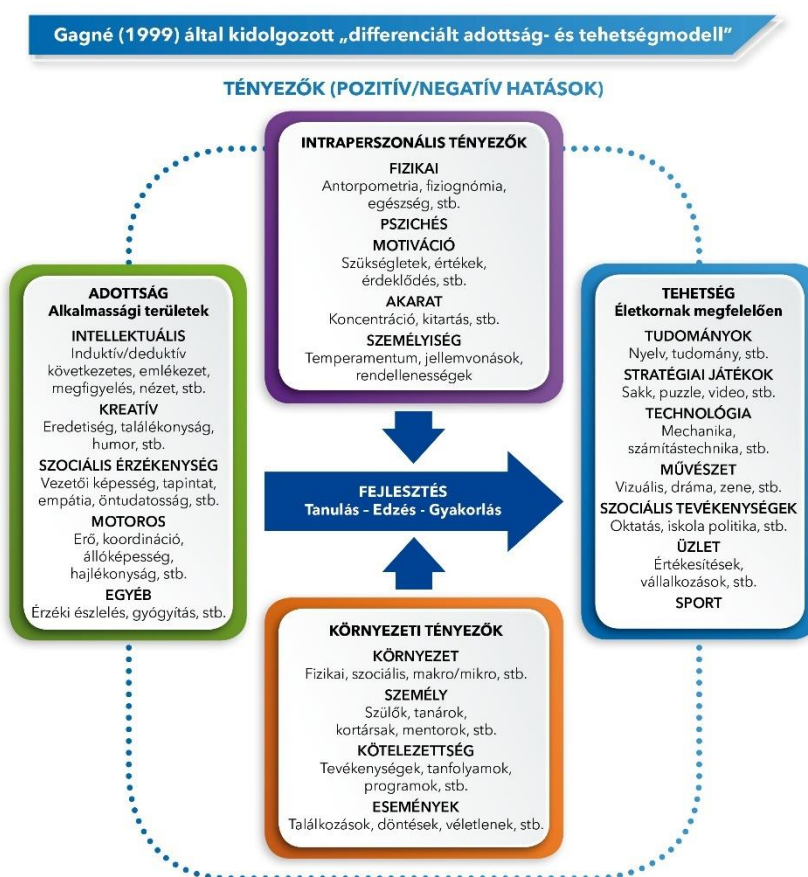 Gagné (1999) által kidolgozott „differenciált adottság- és tehetségmodell”
TÉNYEZŐK (POZITÍV/NEGATÍV HATÁSOK)
INTRAPERSZONÁLIS TÉNYEZŐK
FIZIKAI
Antorpometria, fiziognómia,
egészség, stb.
PSZICHÉS
MOTIVÁCIÓ
Szükségletek, értékek,
érdeklődés, stb.
AKARAT
Koncentráció, kitartás, stb.
SZEMÉLYISÉG
Temperamentum, jellemvonások,
rendellenességek
ADOTTSÁG
Alkalmassági területek
INTELLEKTUÁLIS
Induktív/deduktív
következetes, emlékezet,
megfigyelés, nézet, stb.
KREATÍV
Eredetiség, találékonyság,
humor, stb.
SZOCIÁLIS ÉRZÉKENYSÉG
Vezetői képesség, tapintat,
empátia, öntudatosság, stb.
MOTOROS
Erő, koordináció,
állóképesség,
hajlékonyság, stb.
EGYÉB
Érzéki észlelés, gyógyítás, stb.
FEJLESZTÉS
Tanulás – Edzés - Gyakorlás
TEHETSÉG
Életkornak megfelelően
TUDOMÁNYOK
Nyelv, tudomány, stb.
STRATÉGIAI JÁTÉKOK
Sakk, puzzle, video, stb.
TECHNOLÓGIA
Mechanika,
számítástechnika, stb.
MŰVÉSZET
Vizuális, dráma, zene, stb.
SZOCIÁLIS TEVÉKENYSÉGEK
Oktatás, iskola politika, stb.
ÜZLET
Értékesítések,
vállalkozások, stb.
SPORT
KÖRNYEZETI TÉNYEZŐK
KÖRNYEZET
Fizikai, szociális, makro/mikro, stb.
SZEMÉLY
Szülők, tanárok,
kortársak, mentorok, stb.
KÖTELEZETTSÉG
Tevékenységek, tanfolyamok,
programok, stb.
ESEMÉNYEK
Találkozások, döntések, véletlenek, stb.